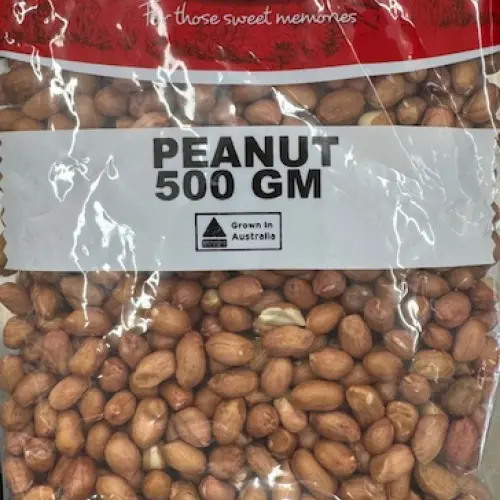 For those sweet memories
PEANUT
500 GM
Grown in
Australia